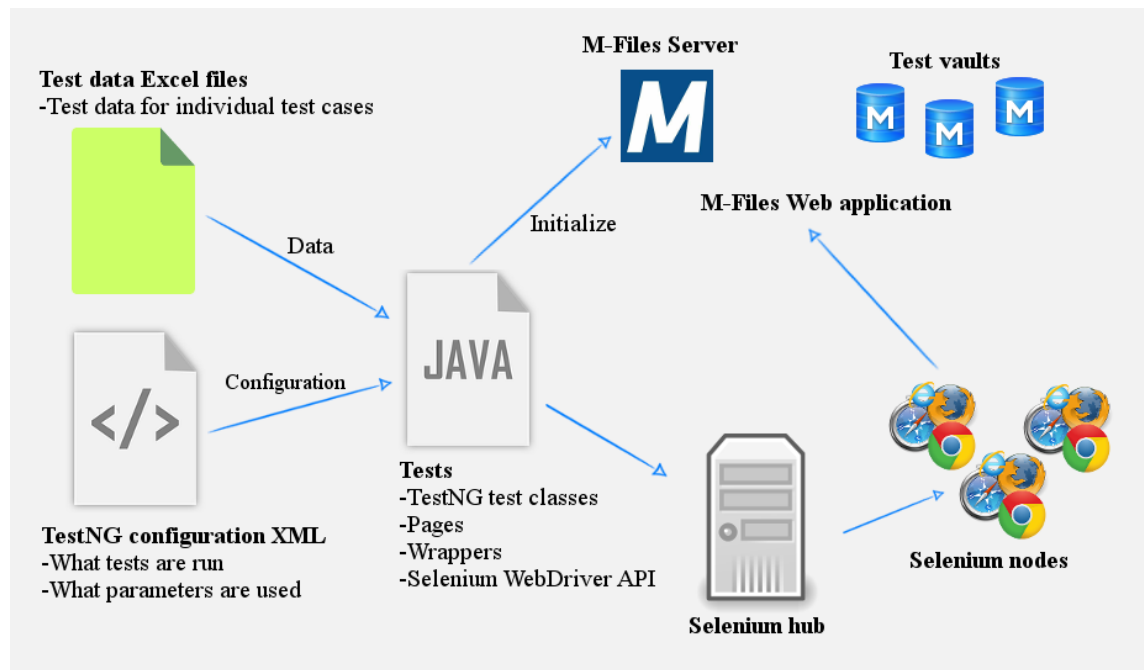 M-Files Server
Test data Excel files
-Test data for individual test cases
M
Test vaults
M
M
M
M-Files Web application
Initialize
Data
JAVA
Configuration
</>
Tests
-TestNG test classes
-Pages
-Wrappers
-Selenium WebDriver API
TestNG configuration XML
-What tests are run
-What parameters are used
Selenium nodes
Selenium hub